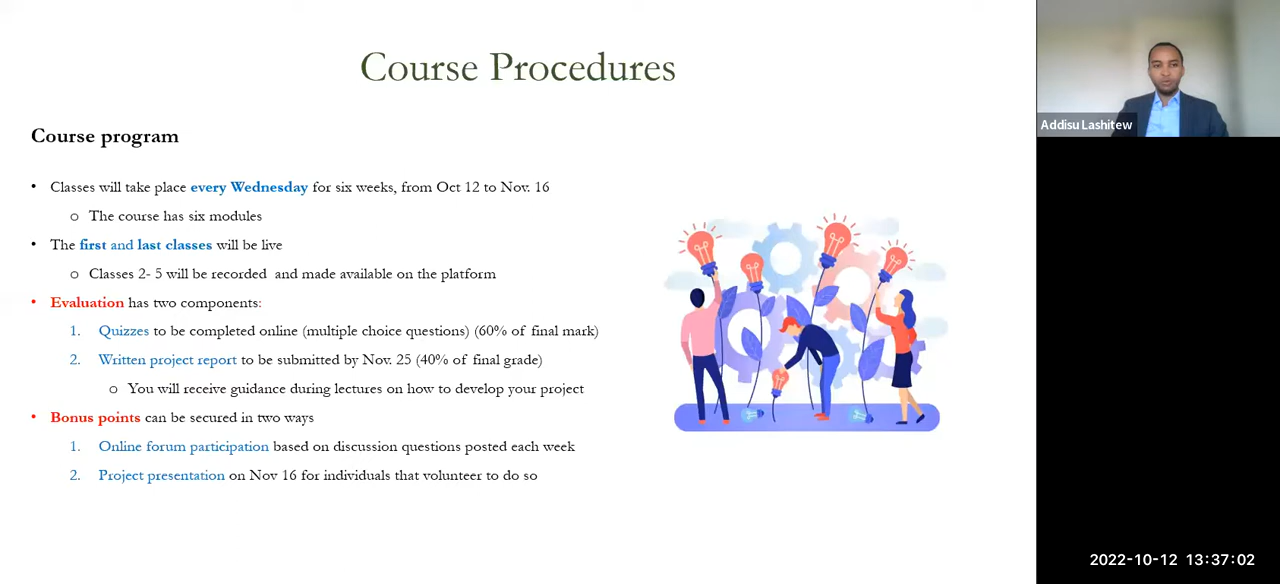 Course Procedures
Course program
• Classes will take place every Wednesday for six weeks, from Oct 12 to Nov. 16
o The course has six modules
• The first and last classes will be live
o Classes 2- 5 will be recorded and made available on the platform
• Evaluation has two components:
1. Quizzes to be completed online (multiple choice questions) (60% of final mark)
2. Written project report to be submitted by Nov. 25 (40% of final grade)
o You will receive guidance during lectures on how to develop your project
• Bonus points can be secured in two ways
1. Online forum participation based on discussion questions posted each week
2. Project presentation on Nov 16 for individuals that volunteer to do so
Addisu Lashitew
2022-10-12 13:37:02